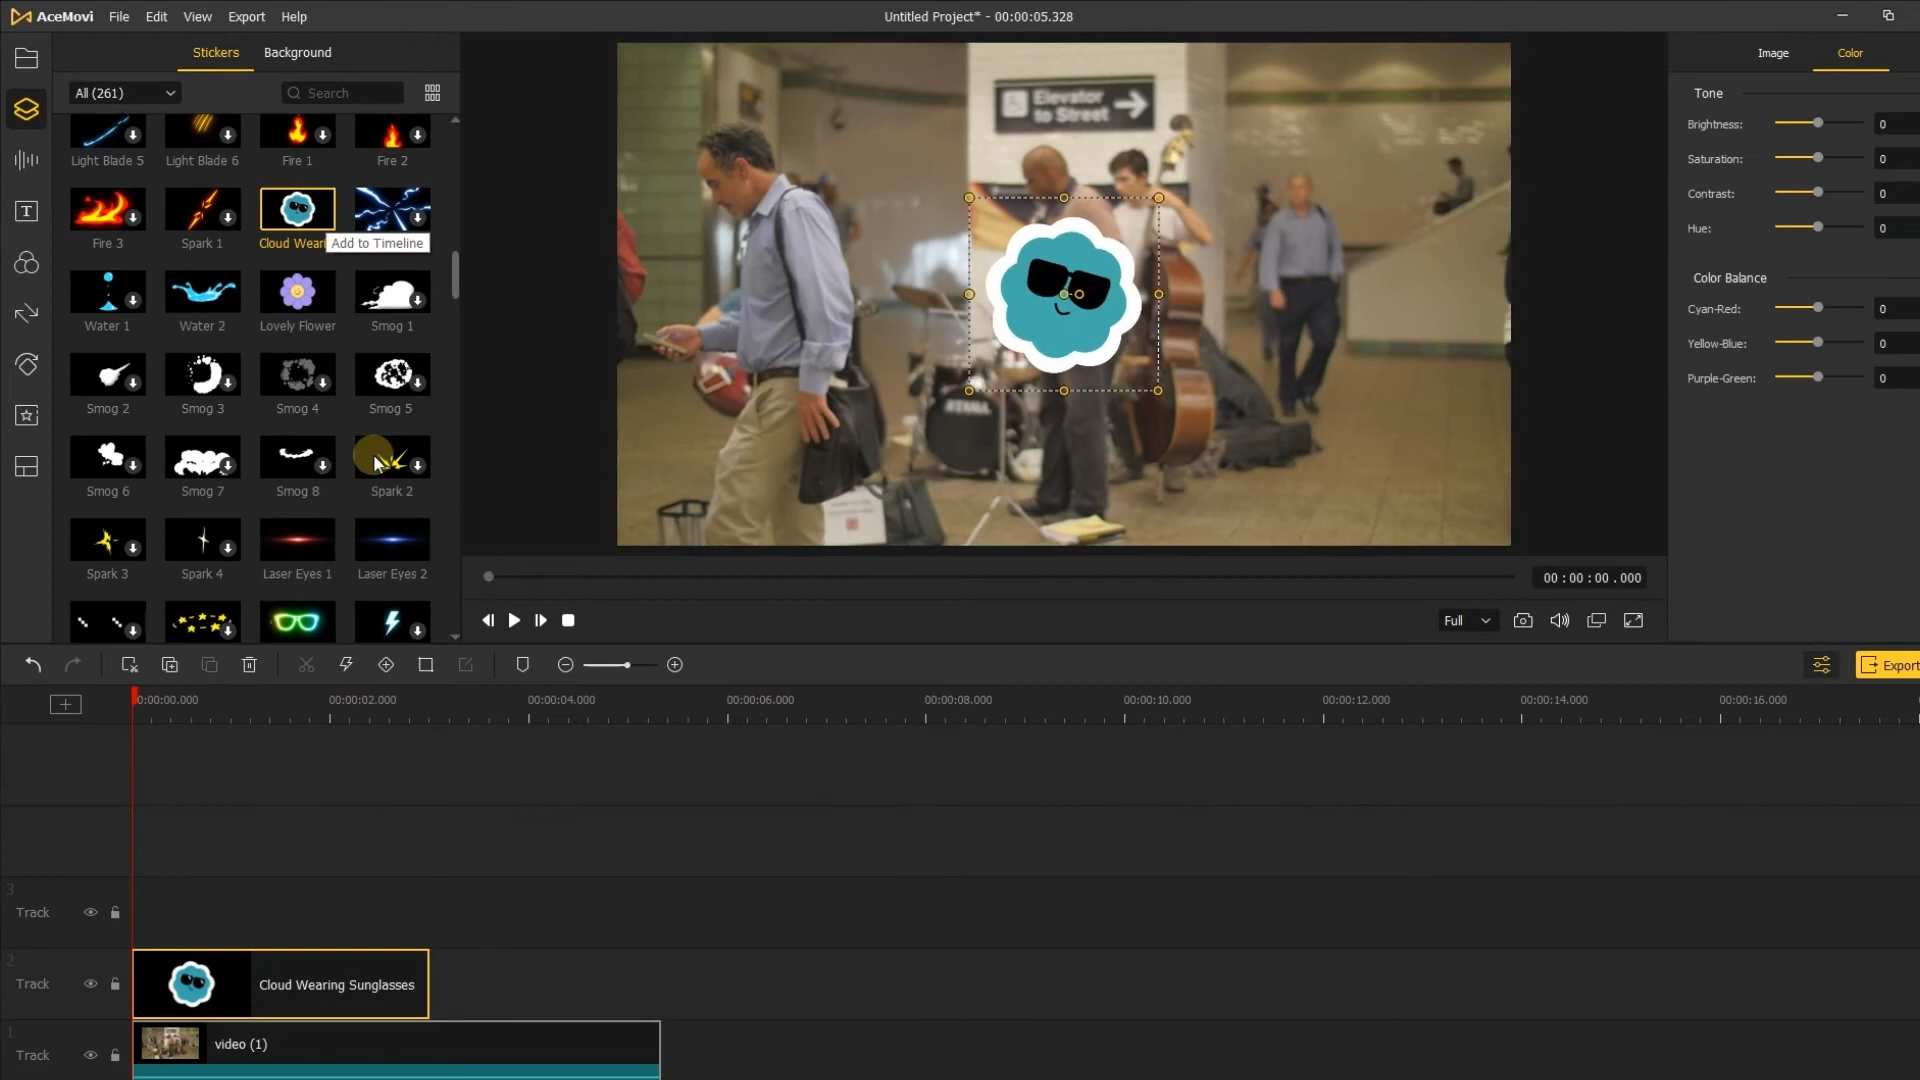 AceMovi File Edit View Export Help Untitled Project* - 00:00:05.328
Stickers Background
All (261) Search
Light Blade 5 Light Blade 6 Fire 1 Fire 2
Fire 3 Spark 1 Cloud Weari Add to Timeline
Water 1 Water 2 Lovely Flower Smog 1
Smog 2 Smog 3 Smog 4 Smog 5
Smog 6 Smog 7 Smog 8 Spark 2
Spark 3 Spark 4 Laser Eyes 1 Laser Eyes 2
Elevator
to Street
TAMA
00 : 00 : 00 . 000
Full
Image Color
Tone
Brightness: 0
Saturation: 0
Contrast: 0
Hue: 0
Color Balance
Cyan-Red: 0
Yellow-Blue: 0
Purple-Green: 0
Export
0:00:00.000 00:00:02.000 00:00:04.000 00:00:06.000 00:00:08.000 00:00:10.000 00:00:12.000 00:00:14.000 00:00:16.000
3
Track
2
Track Cloud Wearing Sunglasses
1
Track video (1)